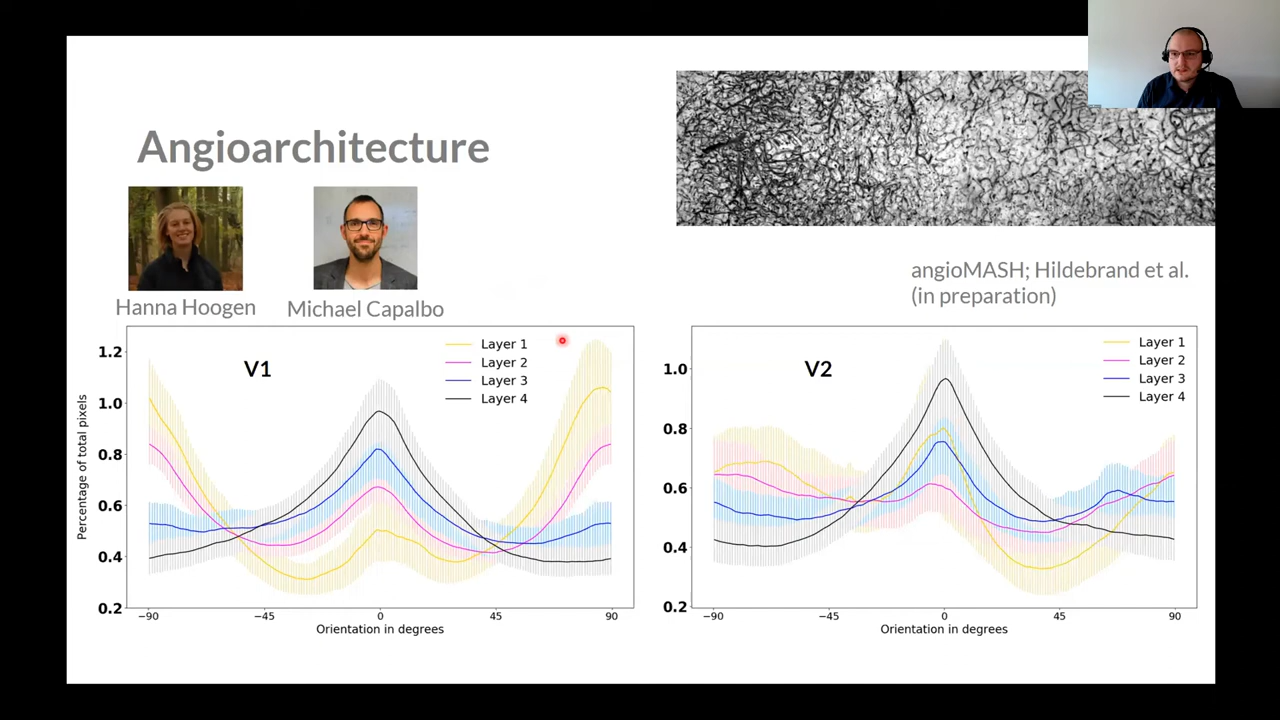 Angioarchitecture
Hanna Hoogen
Michael Capalbo
angioMASH; Hildebrand et al.
(in preparation)
V1
Layer 1
Layer 2
Layer 3
Layer 4
Percentage of total pixels
1.2
1.0
0.8
0.6
0.4
0.2
−90
−45
0
45
90
Orientation in degrees
V2
Layer 1
Layer 2
Layer 3
Layer 4
1.0
0.8
0.6
0.4
0.2
−90
−45
0
45
90
Orientation in degrees